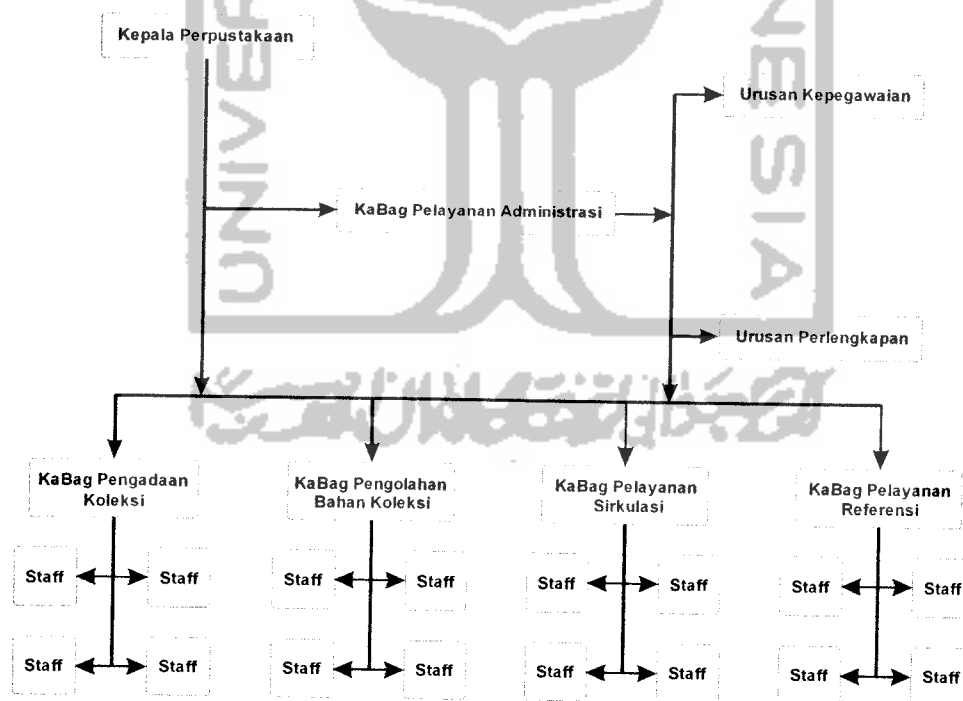 Kepala Perpustakaan
Urusan Kepegawaian
KaBag Pelayanan Administrasi
Urusan Perlengkapan
KaBag Pengadaan
Koleksi
KaBag Pengolahan
Bahan Koleksi
KaBag Pelayanan
Sirkulasi
KaBag Pelayanan
Referensi
Staff Staff Staff Staff Staff Staff Staff Staff
Staff Staff Staff Staff Staff Staff Staff Staff
NESIA